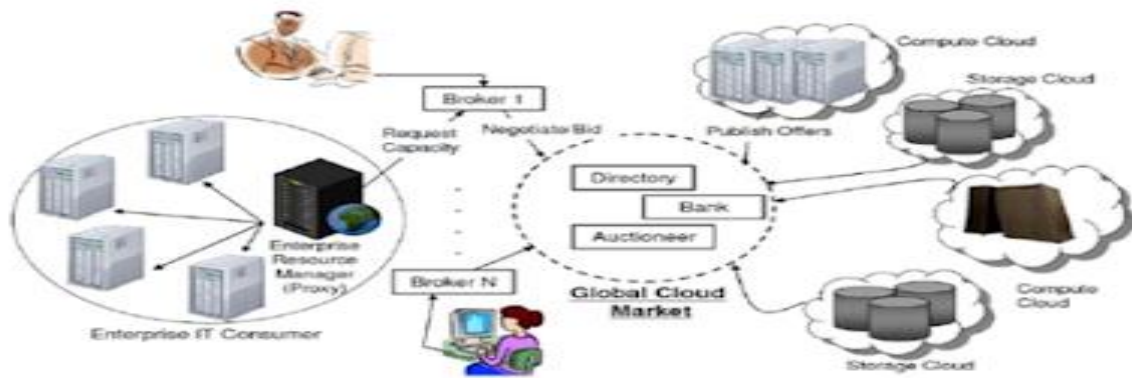 Compute Cloud
Storage Cloud
Broker 1
Request
Capacity
Negotiate/Bid
Publish Offers
Directory
Bank
Auctioneer
Enterprise
Resource
Manager
(Proxy)
Broker N
Global Cloud
Market
Compute
Cloud
Enterprise IT Consumer
Storage Cloud